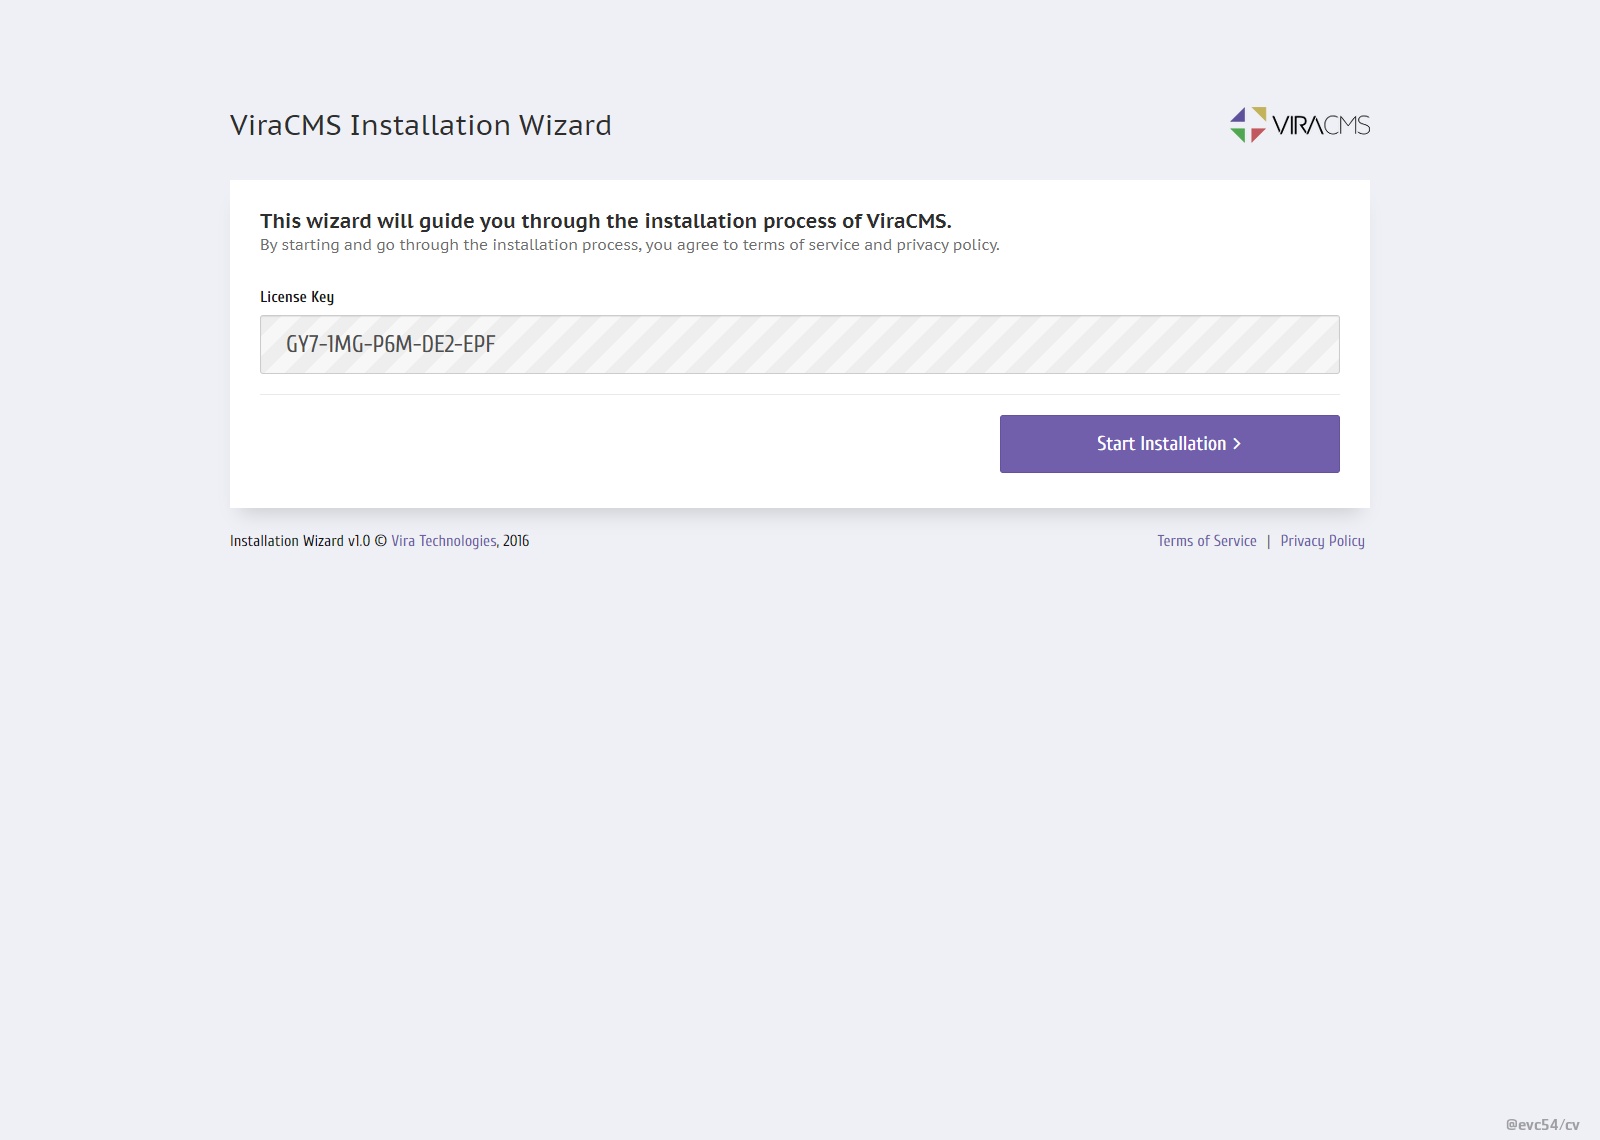 ViraCMS Installation Wizard
VIRACMS
This wizard will guide you through the installation process of ViraCMS.
By starting and go through the installation process, you agree to terms of service and privacy policy.
License Key
GY7-1MG-P6M-DE2-EPF
Start Installation >
Installation Wizard v1.0 © Vira Technologies, 2016
Terms of Service | Privacy Policy
@evc54/cv